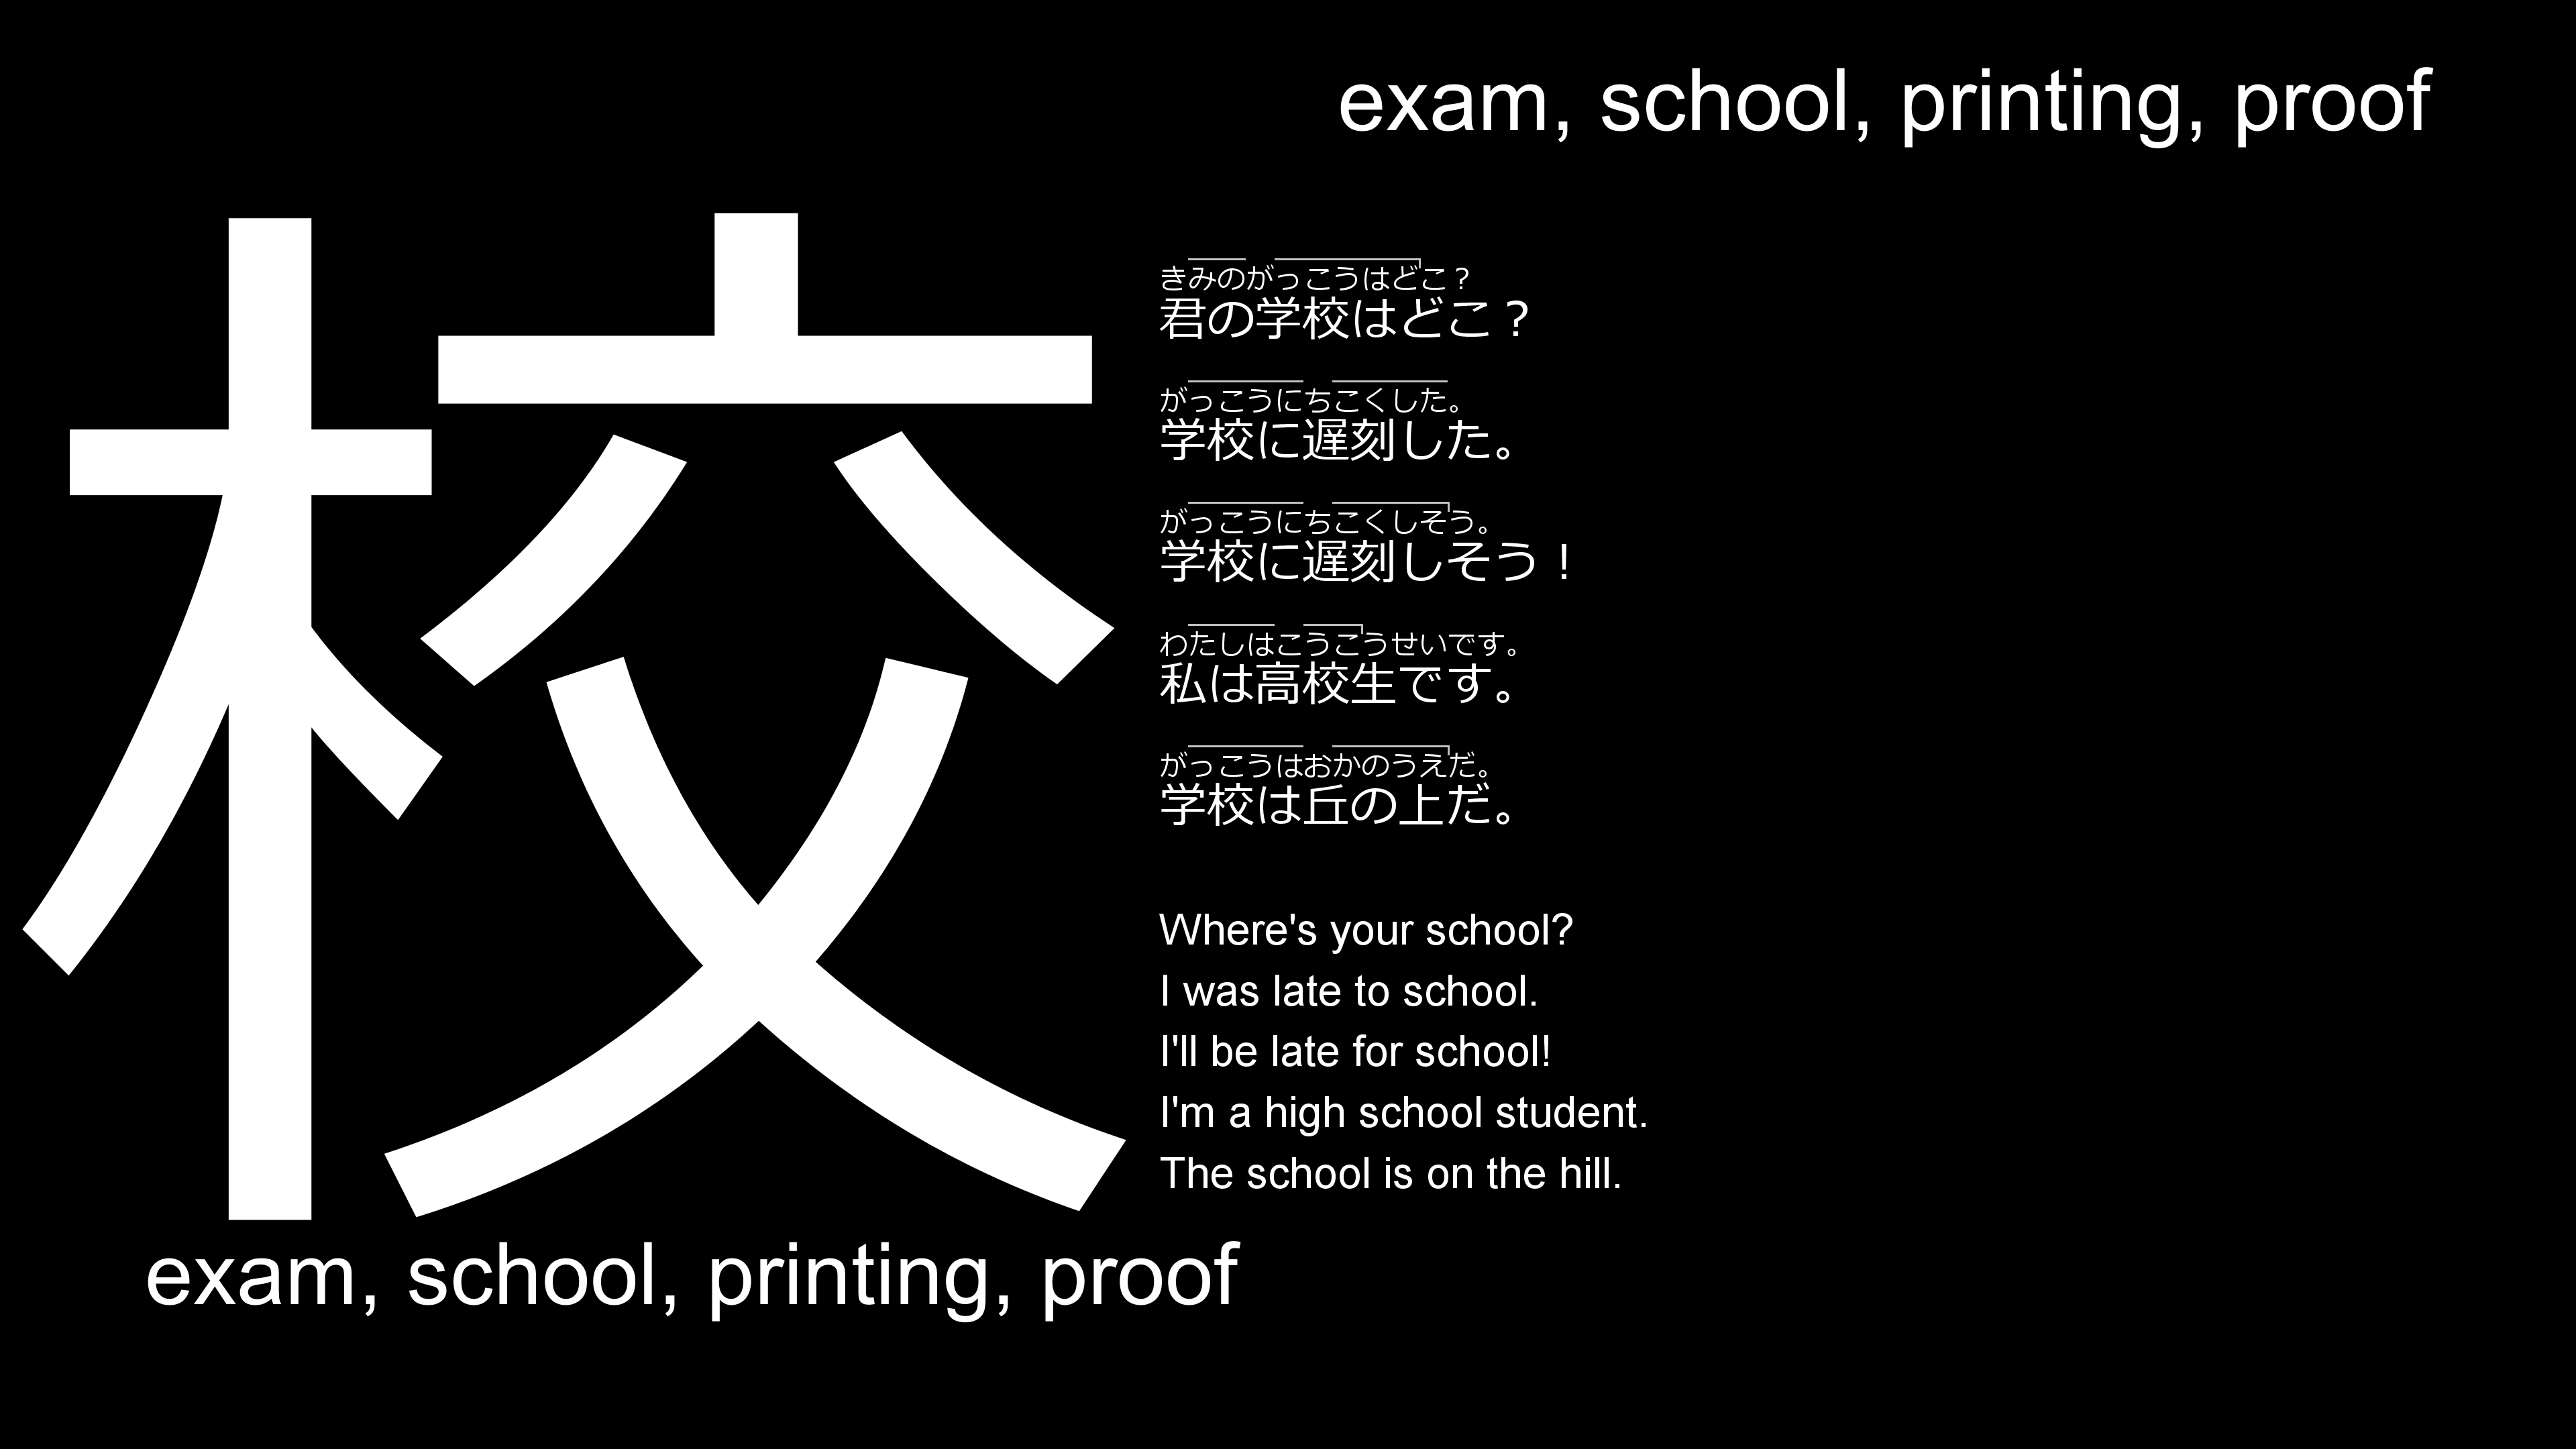 exam, school, printing, proof
校
きみのがっこうはどこ？
君の学校はどこ？
がっこうにちこくした。
学校に遅刻した。
がっこうにちこくしそう。
学校に遅刻しそう！
わたしはこうこうせいです。
私は高校生です。
がっこうはおかのうえだ。
学校は丘の上だ。
Where's your school?
I was late to school.
I'll be late for school!
I'm a high school student.
The school is on the hill.
exam, school, printing, proof